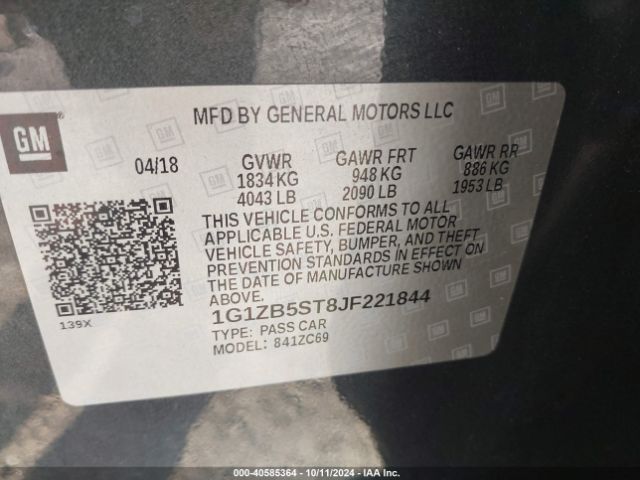 GM
MFD BY GENERAL MOTORS LLC
04/18
GVWR
1834 KG
4043 LB
GAWR FRT
948 KG
2090 LB
GAWR RR
886 KG
1953 LB
THIS VEHICLE CONFORMS TO ALL
APPLICABLE U.S. FEDERAL MOTOR
VEHICLE SAFETY, BUMPER, AND THEFT
PREVENTION STANDARDS IN EFFECT ON
THE DATE OF MANUFACTURE SHOWN
ABOVE.
1G1ZB5ST8JF221844
TYPE: PASS CAR
MODEL: 841ZC69
139X
000-40585364 - 10/11/2024 - IAA Inc.